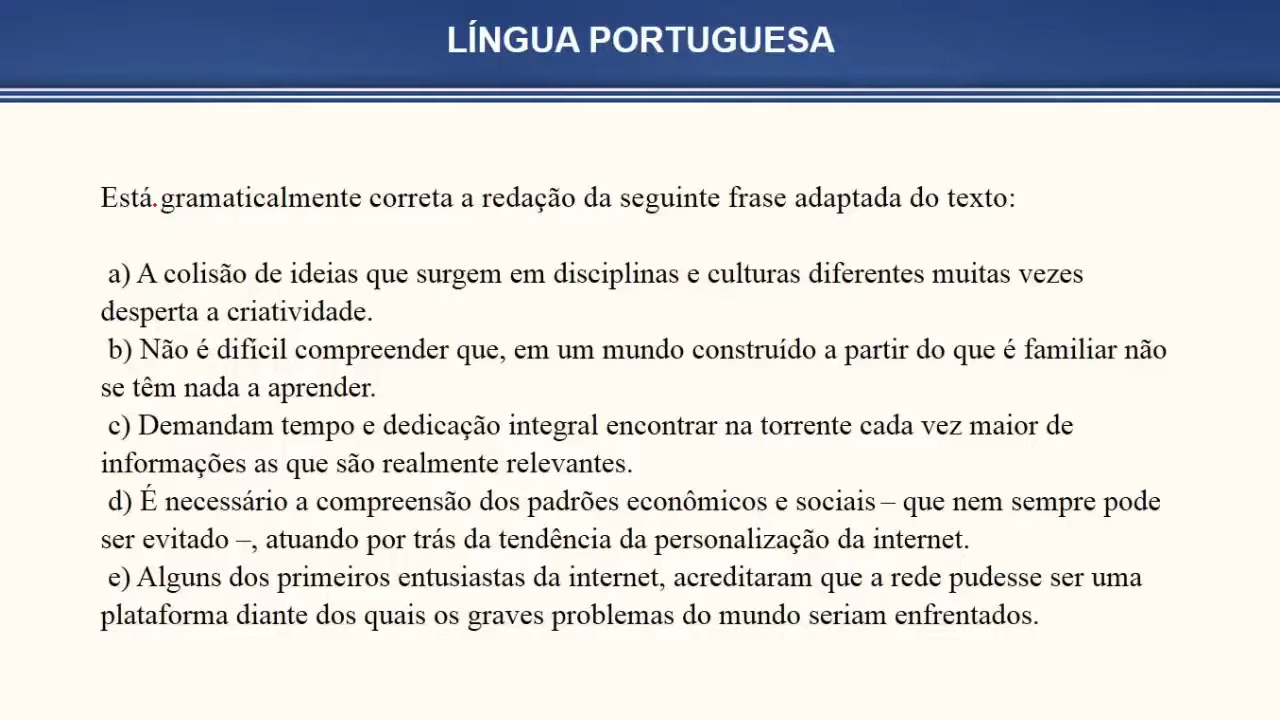 LÍNGUA PORTUGUESA
Está gramaticalmente correta a redação da seguinte frase adaptada do texto:
a) A colisão de ideias que surgem em disciplinas e culturas diferentes muitas vezes
desperta a criatividade.
b) Não é difícil compreender que, em um mundo construído a partir do que é familiar não
se têm nada a aprender.
c) Demandam tempo e dedicação integral encontrar na torrente cada vez maior de
informações as que são realmente relevantes.
d) É necessário a compreensão dos padrões econômicos e sociais – que nem sempre pode
ser evitado –, atuando por trás da tendência da personalização da internet.
e) Alguns dos primeiros entusiastas da internet, acreditaram que a rede pudesse ser uma
plataforma diante dos quais os graves problemas do mundo seriam enfrentados.